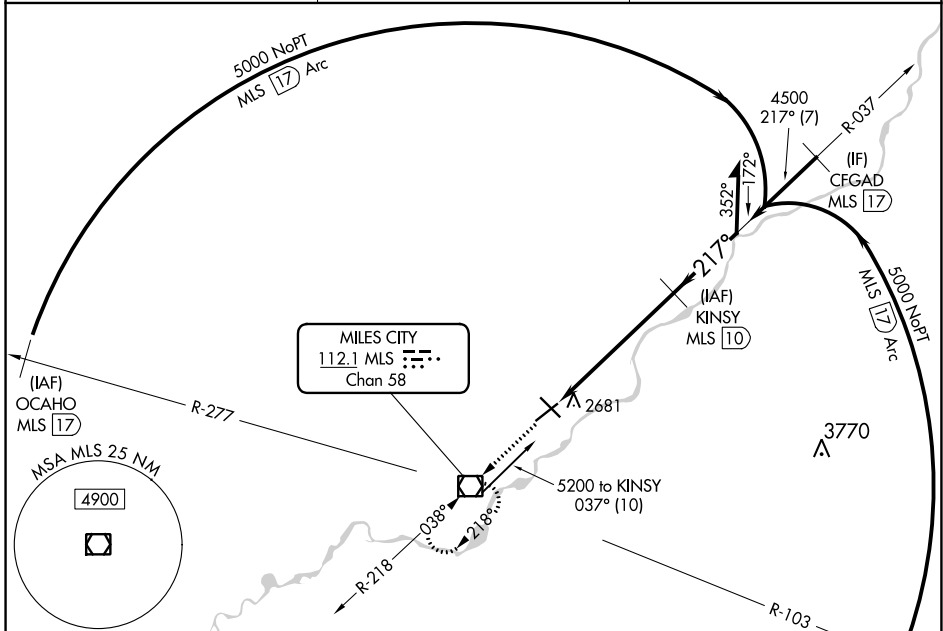 5000 NoPT
MLS 17 Arc
4500
217° (7)
R-037
(IF)
CFGAD
MLS 17
352°
172°
217°
(IAF)
KINSY
MLS 10
5000 NoPT
MLS 17 Arc
MILES CITY
112.1 MLS
Chan 58
(IAF)
OCAHO
MLS 17
R-277
2681
3770
MSA MLS 25 NM
4900
5200 to KINSY
037° (10)
038°
218°
R-218
R-103